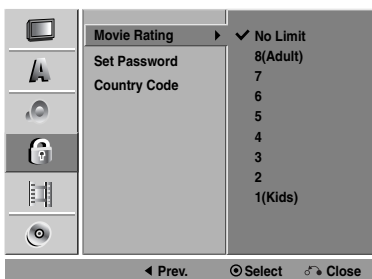 Movie Rating
Set Password
Country Code
No Limit
8(Adult)
7
6
5
4
3
2
1(Kids)
Prev. Select Close